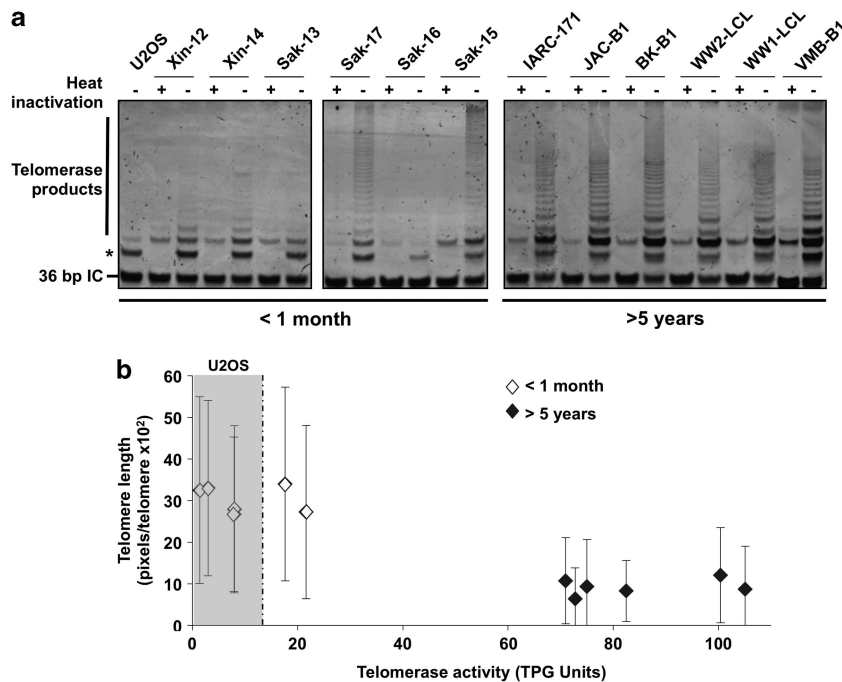 a
U2OS Xin-12 Xin-14 Sak-13 Sak-17 Sak-16 Sak-15 IARC-171 JAC-B1 BK-B1 WW2-LCL WW1-LCL VMB-B1
Heat
inactivation
- + - + - + - + - + - + - + - + - + - + - + - + -
Telomerase
products
*
36 bp IC
< 1 month
>5 years
b
U2OS
< 1 month
> 5 years
60
50
40
30
20
10
0
Telomere length
(pixels/telomere x10²)
0 20 40 60 80 100
Telomerase activity (TPG Units)